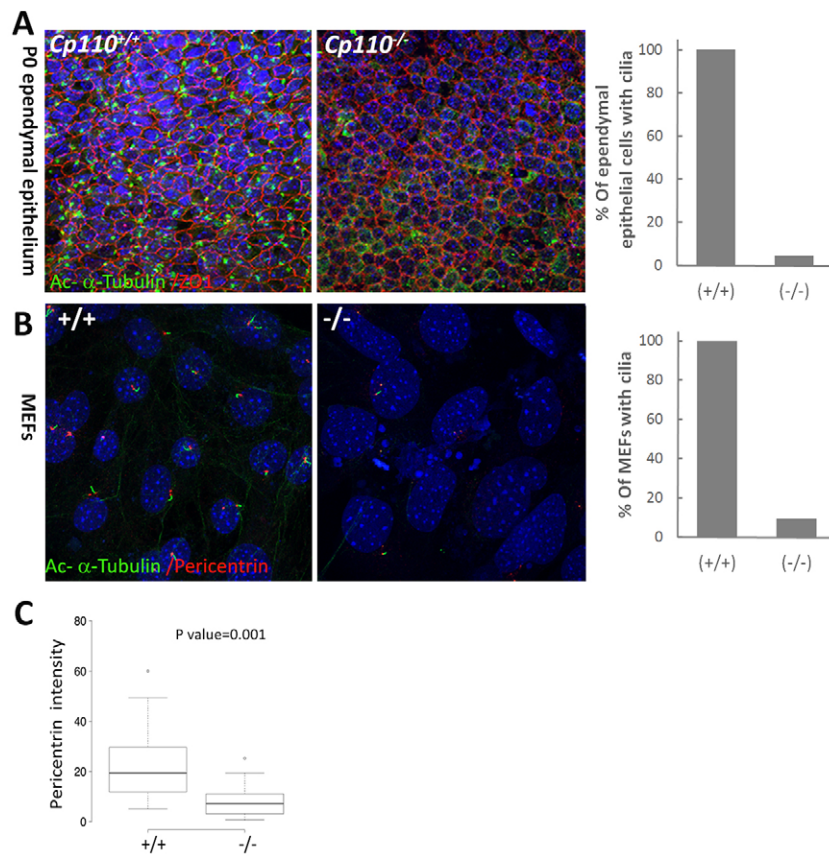 A
P0 ependymal epithelium
Cp110+/+
Cp110-/-
Ac- α-Tubulin /ZO1
% Of ependymal
epithelial cells with cilia
100
80
60
40
20
0
(+/+)
(-/-)
B
MEFs
+/+
-/-
Ac- α-Tubulin /Pericentrin
% Of MEFs with cilia
100
80
60
40
20
0
(+/+)
(-/-)
C
P value=0.001
Pericentrin intensity
80
60
40
20
0
+/+
-/-